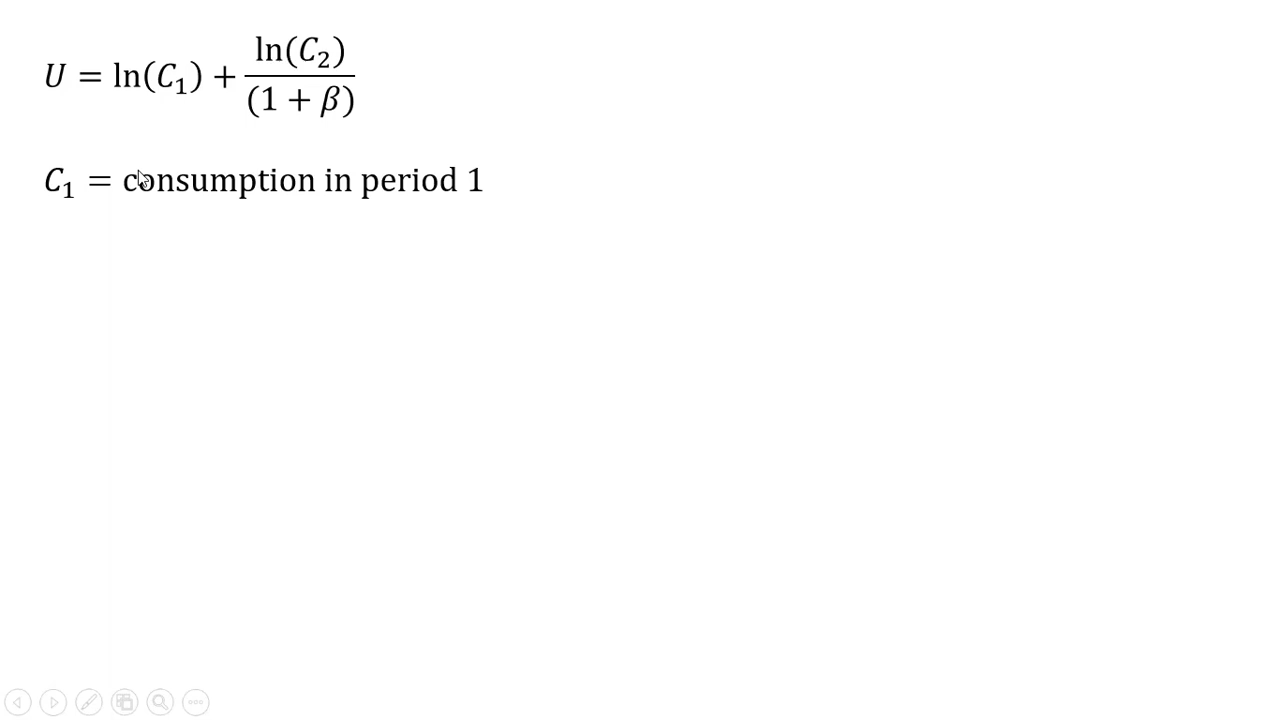 U = ln(C₁) + ln(C₂)/(1 + β)
C₁ = consumption in period 1